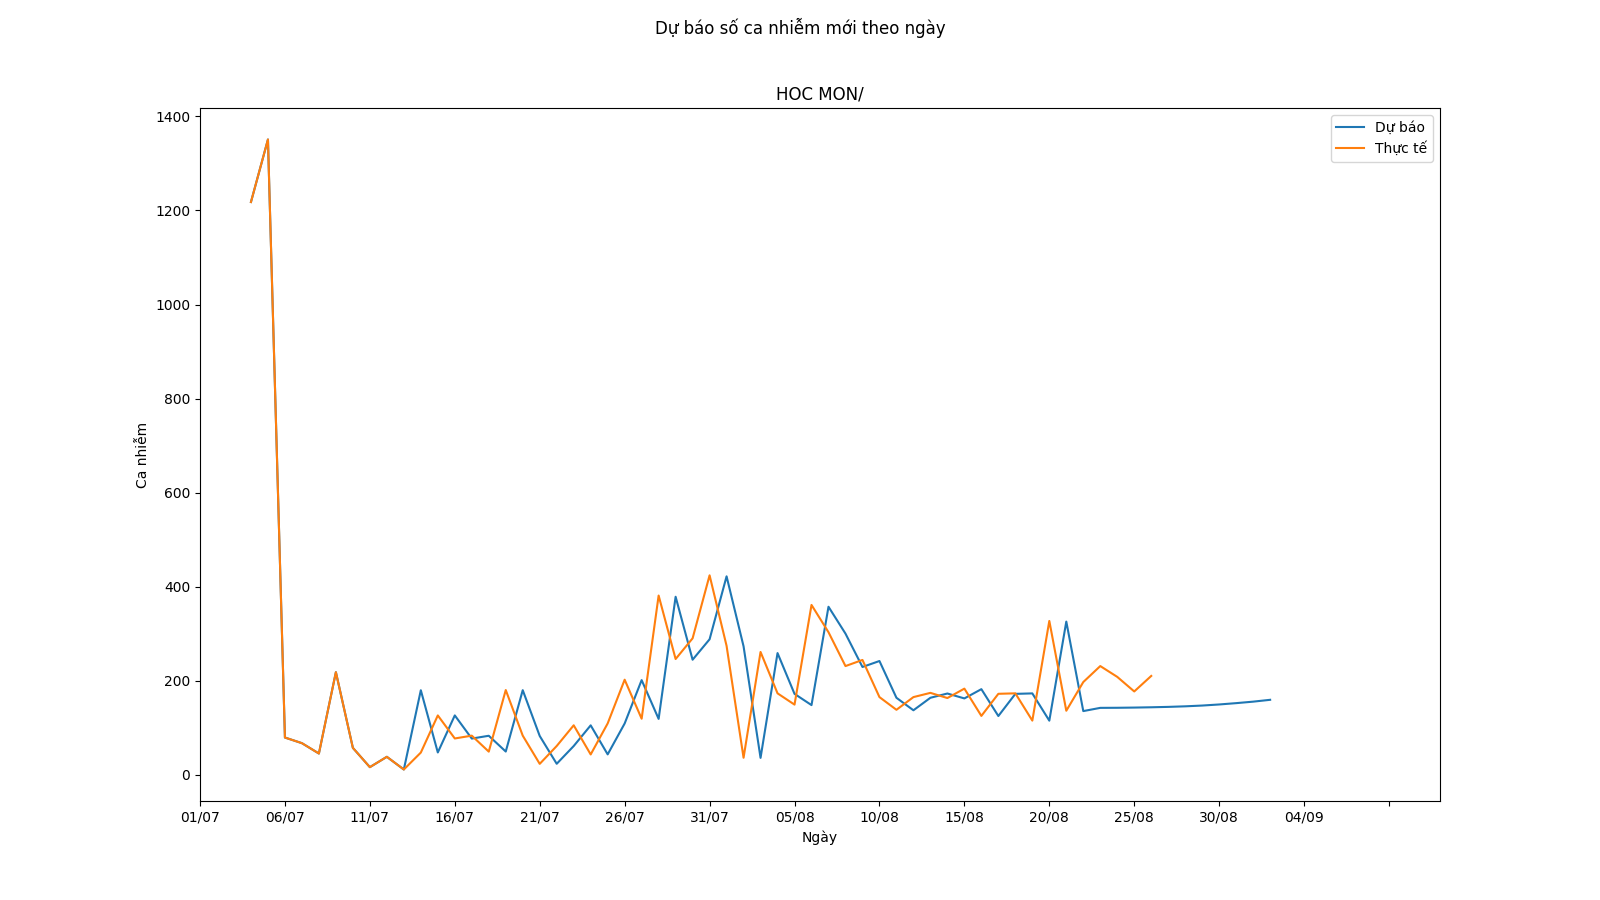 Dự báo số ca nhiễm mới theo ngày
HOC MON/
Dự báo
Thực tế
1400
1200
1000
800
600
400
200
0
Ca nhiễm
01/07 06/07 11/07 16/07 21/07 26/07 31/07 05/08 10/08 15/08 20/08 25/08 30/08 04/09
Ngày